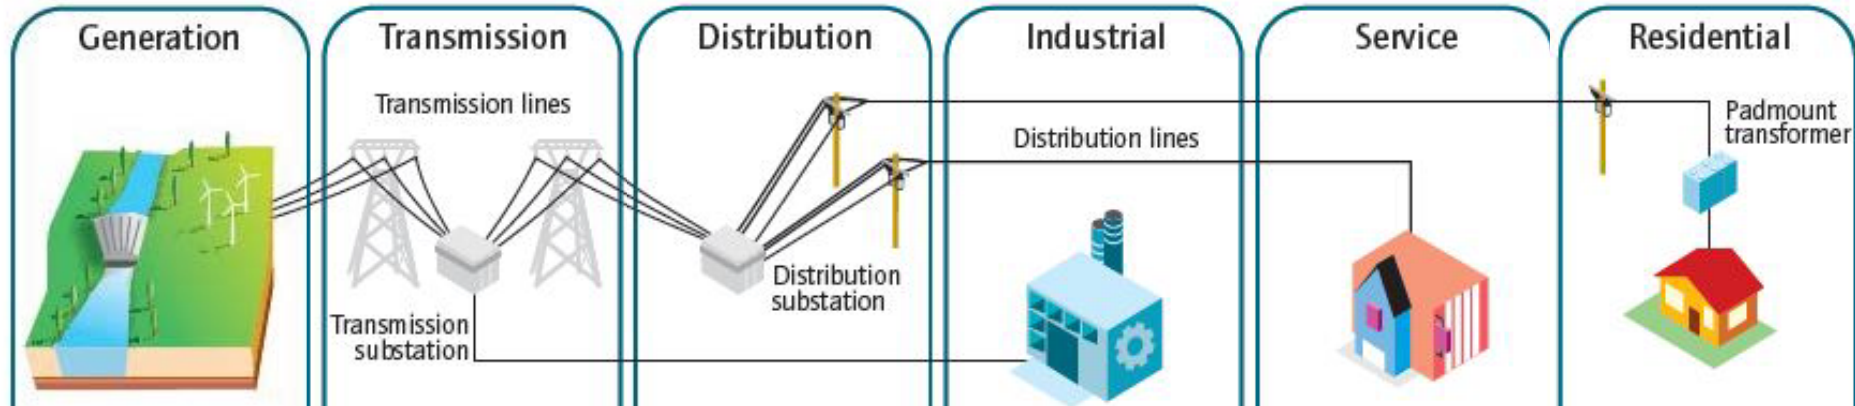 Generation
Transmission
Distribution
Industrial
Service
Residential
Transmission lines
Transmission
substation
Distribution
substation
Distribution lines
Padmount
transformer